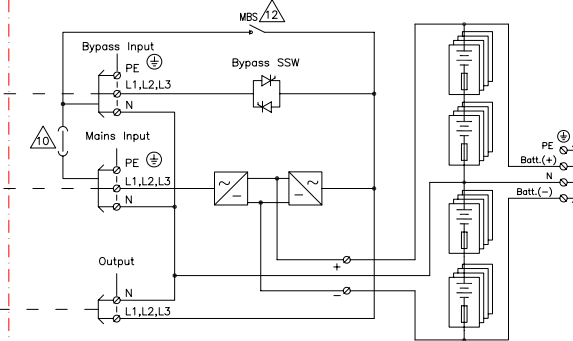 MBS 12
Bypass Input
PE
L1,L2,L3
N
Bypass SSW
10
Mains Input
PE
L1,L2,L3
N
Output
N
L1,L2,L3
+
–
PE
Batt.(+)
N
Batt.(–)